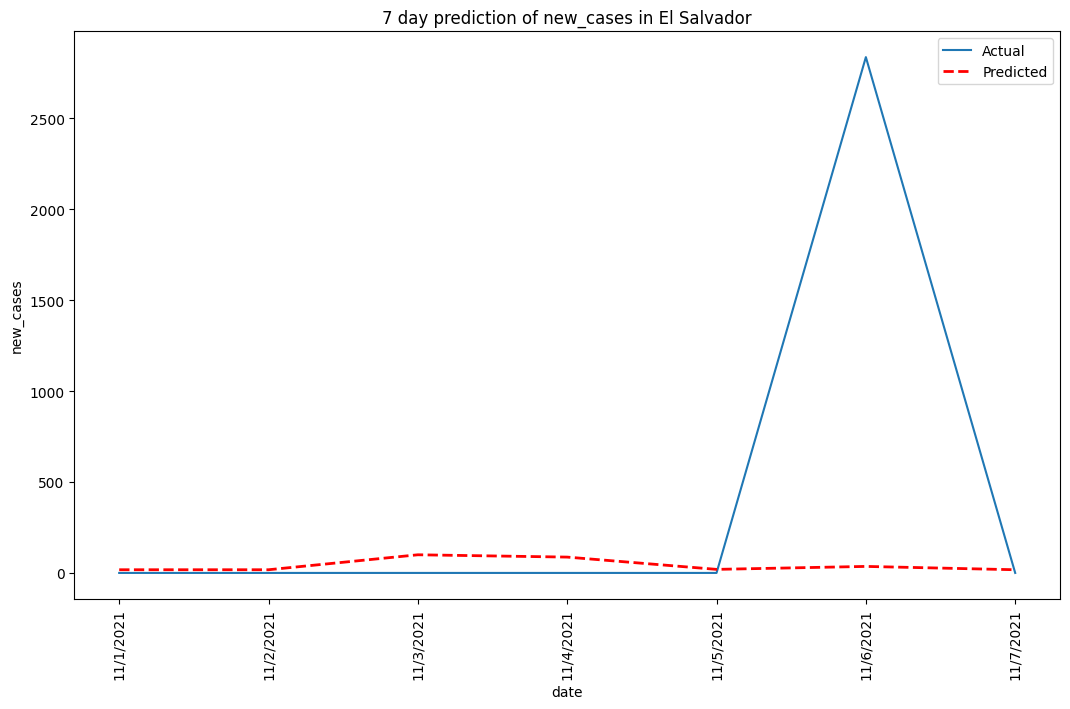 7 day prediction of new_cases in El Salvador
Actual
Predicted
new_cases
2500
2000
1500
1000
500
0
11/1/2021
11/2/2021
11/3/2021
11/4/2021
11/5/2021
11/6/2021
11/7/2021
date